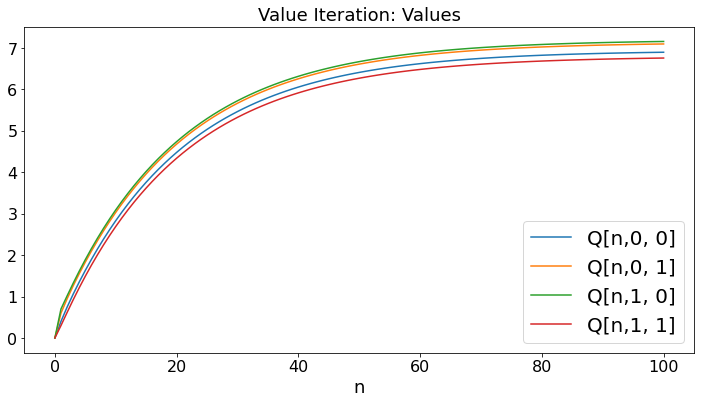 Value Iteration: Values
7
6
5
4
3
2
1
0
Q[n,0, 0]
Q[n,0, 1]
Q[n,1, 0]
Q[n,1, 1]
0 20 40 60 80 100
n